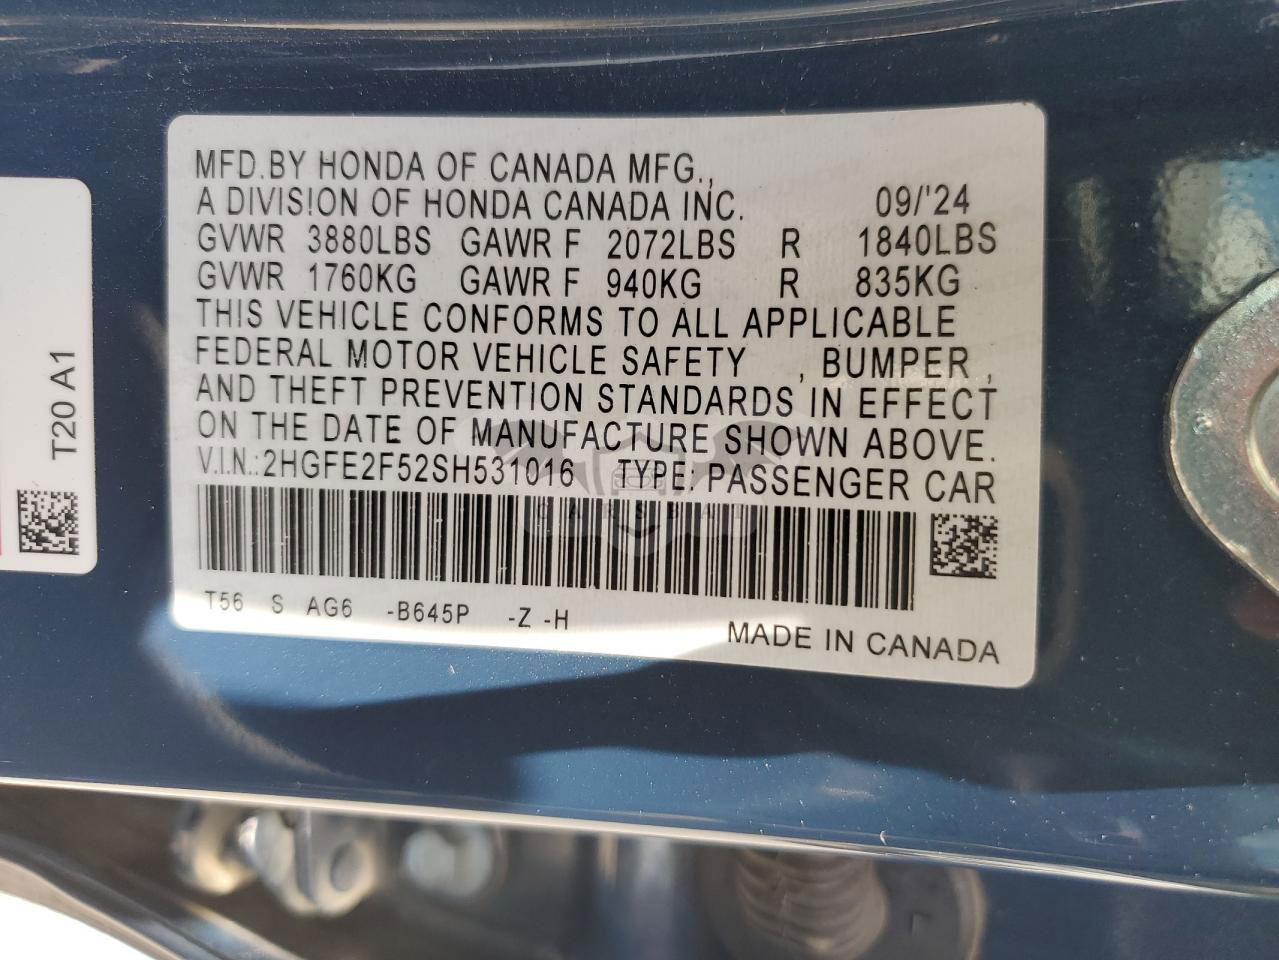 MFD.BY HONDA OF CANADA MFG.,
A DIVISION OF HONDA CANADA INC. 09/'24
GVWR 3880LBS GAWR F 2072LBS R 1840LBS
GVWR 1760KG GAWR F 940KG R 835KG
THIS VEHICLE CONFORMS TO ALL APPLICABLE
FEDERAL MOTOR VEHICLE SAFETY , BUMPER ,
AND THEFT PREVENTION STANDARDS IN EFFECT
ON THE DATE OF MANUFACTURE SHOWN ABOVE.
V.I.N.:2HGFE2F52SH531016 TYPE: PASSENGER CAR
CARSBAT
T56 S AG6 -B645P -Z -H
MADE IN CANADA
T20 A1